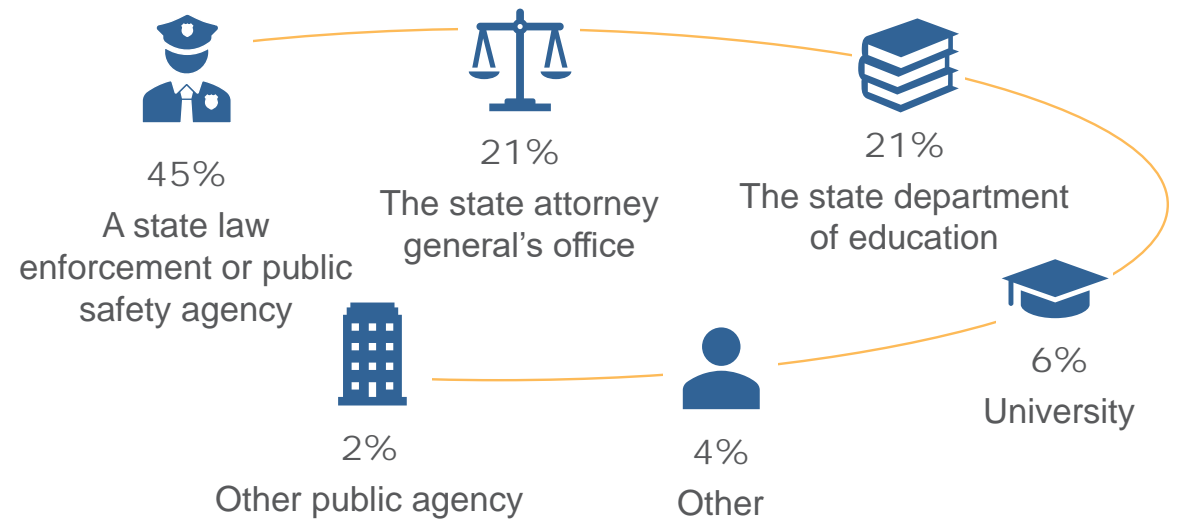 45%
A state law
enforcement or public
safety agency
21%
The state attorney
general's office
21%
The state department
of education
6%
University
4%
Other
2%
Other public agency